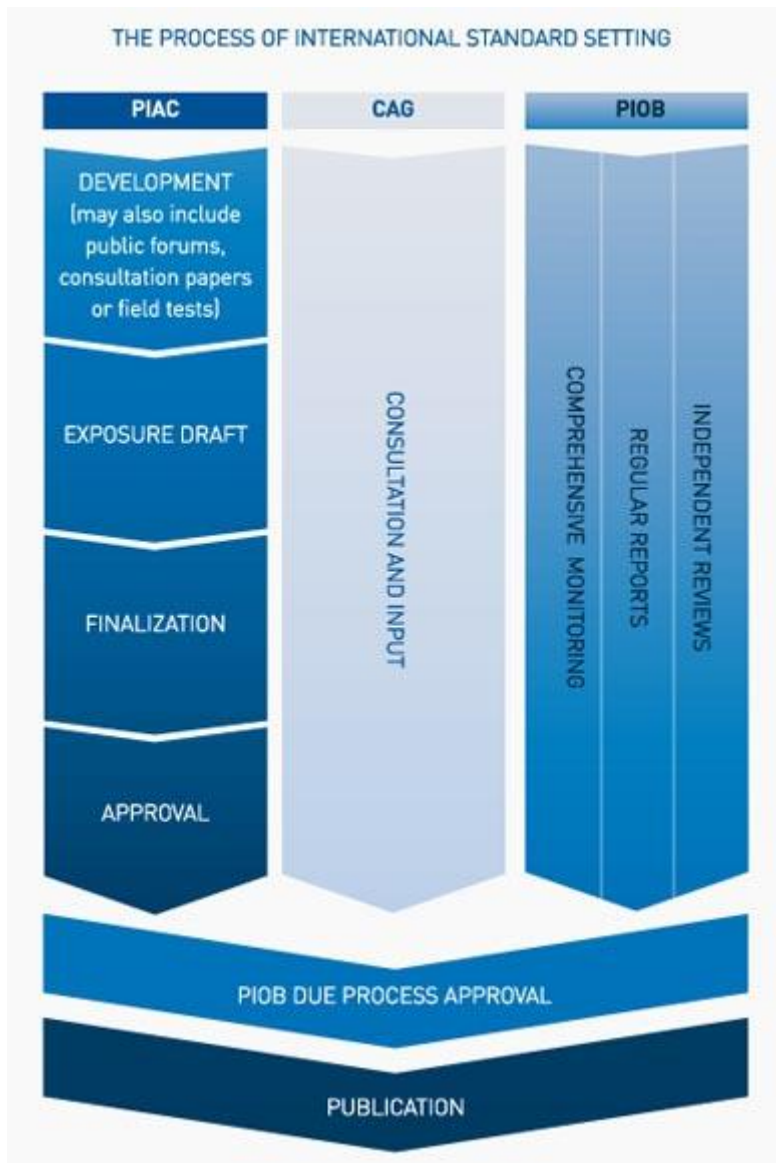 THE PROCESS OF INTERNATIONAL STANDARD SETTING
PIAC
CAG
PIOB
DEVELOPMENT
(may also include
public forums,
consultation papers
or field tests)
EXPOSURE DRAFT
FINALIZATION
APPROVAL
CONSULTATION AND INPUT
COMPREHENSIVE MONITORING
REGULAR REPORTS
INDEPENDENT REVIEWS
PIOB DUE PROCESS APPROVAL
PUBLICATION